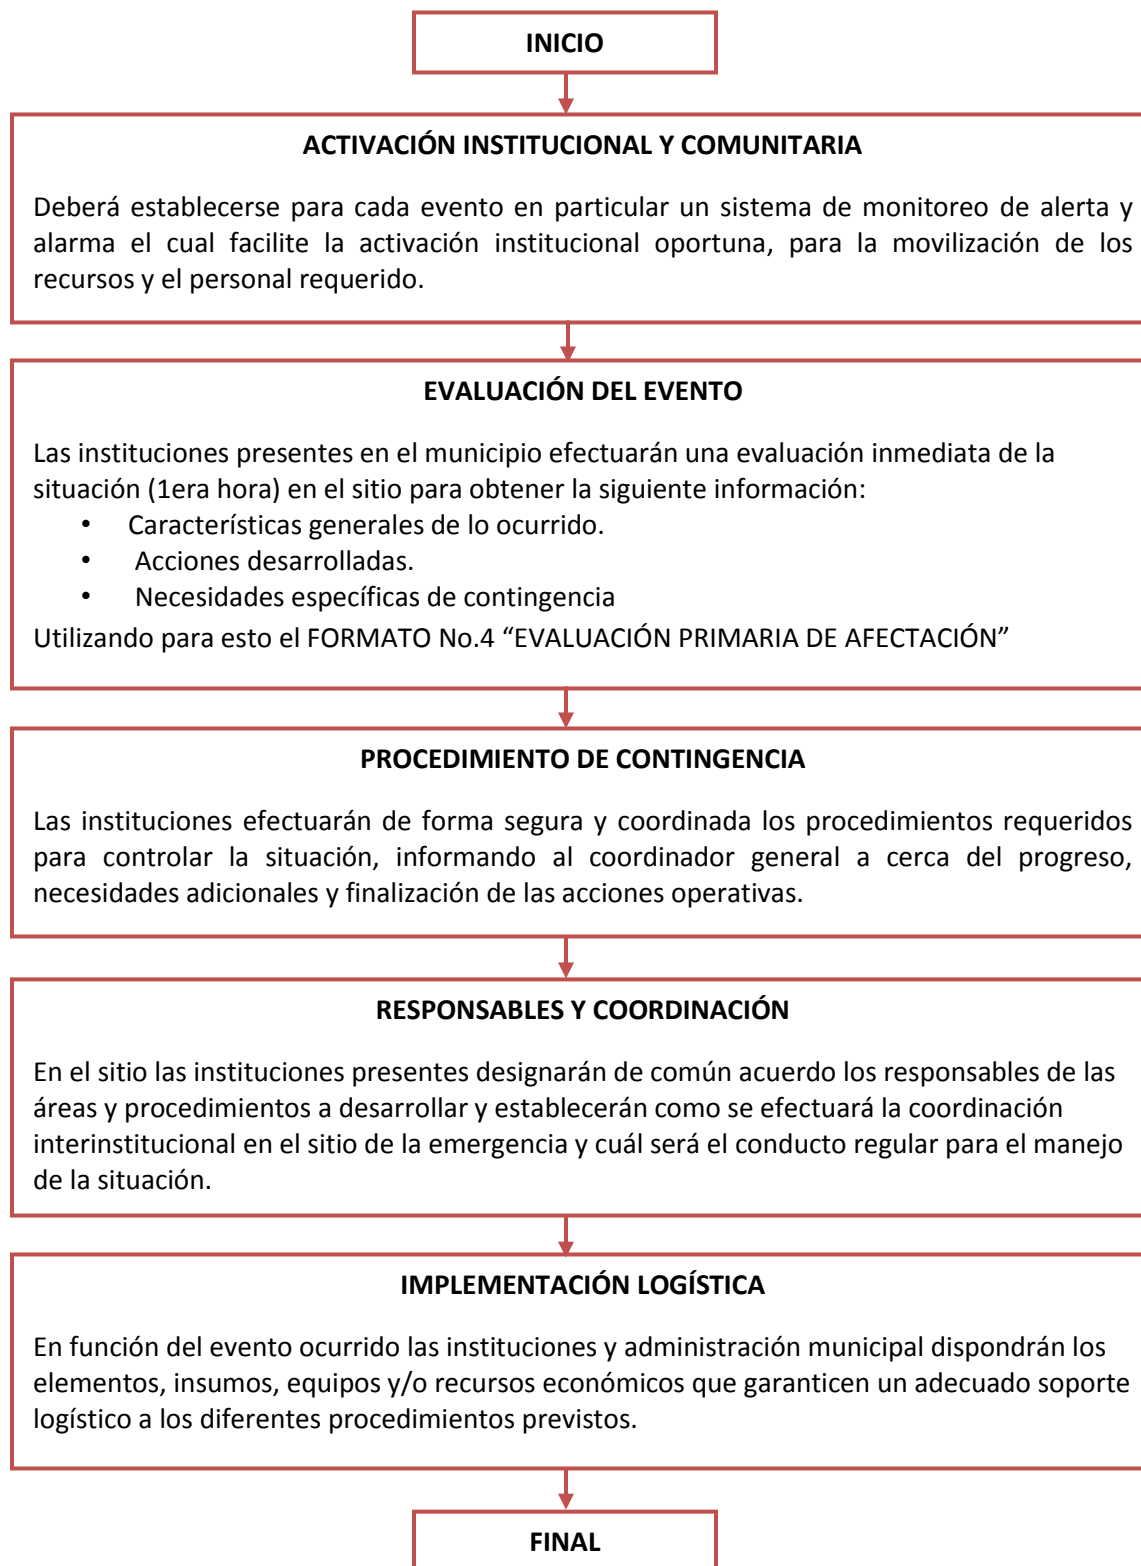 INICIO
ACTIVACIÓN INSTITUCIONAL Y COMUNITARIA
Deberá establecerse para cada evento en particular un sistema de monitoreo de alerta y
alarma el cual facilite la activación institucional oportuna, para la movilización de los
recursos y el personal requerido.
EVALUACIÓN DEL EVENTO
Las instituciones presentes en el municipio efectuarán una evaluación inmediata de la
situación (1era hora) en el sitio para obtener la siguiente información:
• Características generales de lo ocurrido.
• Acciones desarrolladas.
• Necesidades específicas de contingencia
Utilizando para esto el FORMATO No.4 “EVALUACIÓN PRIMARIA DE AFECTACIÓN”
PROCEDIMIENTO DE CONTINGENCIA
Las instituciones efectuarán de forma segura y coordinada los procedimientos requeridos
para controlar la situación, informando al coordinador general a cerca del progreso,
necesidades adicionales y finalización de las acciones operativas.
RESPONSABLES Y COORDINACIÓN
En el sitio las instituciones presentes designarán de común acuerdo los responsables de las
áreas y procedimientos a desarrollar y establecerán como se efectuará la coordinación
interinstitucional en el sitio de la emergencia y cuál será el conducto regular para el manejo
de la situación.
IMPLEMENTACIÓN LOGÍSTICA
En función del evento ocurrido las instituciones y administración municipal dispondrán los
elementos, insumos, equipos y/o recursos económicos que garanticen un adecuado soporte
logístico a los diferentes procedimientos previstos.
FINAL